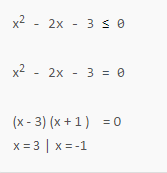 x² - 2x - 3 ≤ 0
x² - 2x - 3 = 0
(x - 3) (x + 1) = 0
x = 3 | x = -1